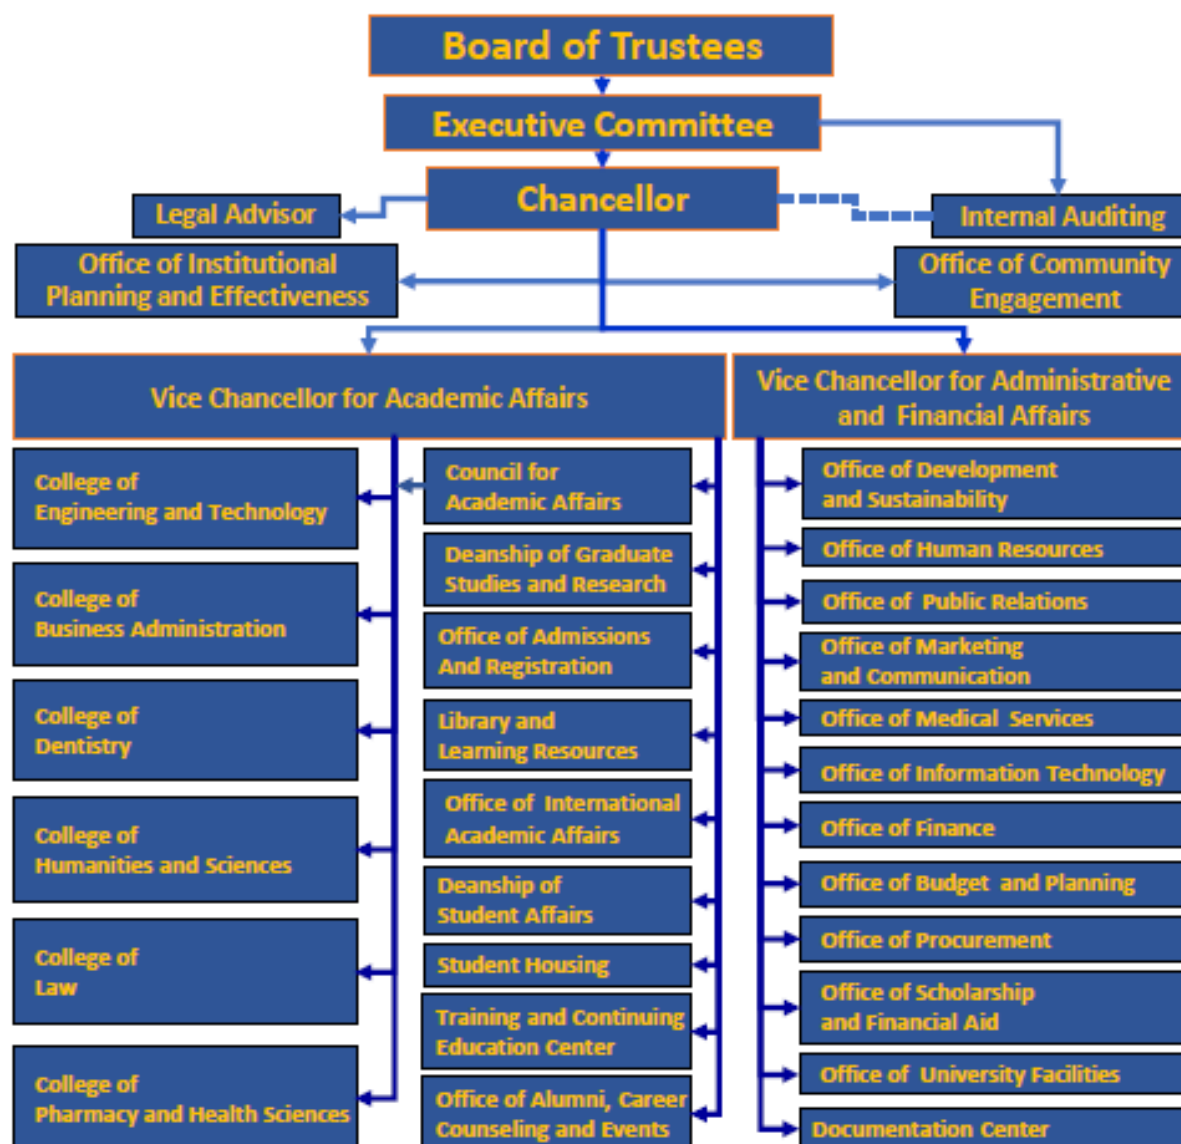 Board of Trustees
Executive Committee
Chancellor
Legal Advisor
Internal Auditing
Office of Institutional
Planning and Effectiveness
Office of Community
Engagement
Vice Chancellor for Academic Affairs
Vice Chancellor for Administrative
and Financial Affairs
College of
Engineering and Technology
College of
Business Administration
College of
Dentistry
College of
Humanities and Sciences
College of
Law
College of
Pharmacy and Health Sciences
Council for
Academic Affairs
Deanship of Graduate
Studies and Research
Office of Admissions
And Registration
Library and
Learning Resources
Office of International
Academic Affairs
Deanship of
Student Affairs
Student Housing
Training and Continuing
Education Center
Office of Alumni, Career
Counseling and Events
Office of Development
and Sustainability
Office of Human Resources
Office of Public Relations
Office of Marketing
and Communication
Office of Medical Services
Office of Information Technology
Office of Finance
Office of Budget and Planning
Office of Procurement
Office of Scholarship
and Financial Aid
Office of University Facilities
Documentation Center